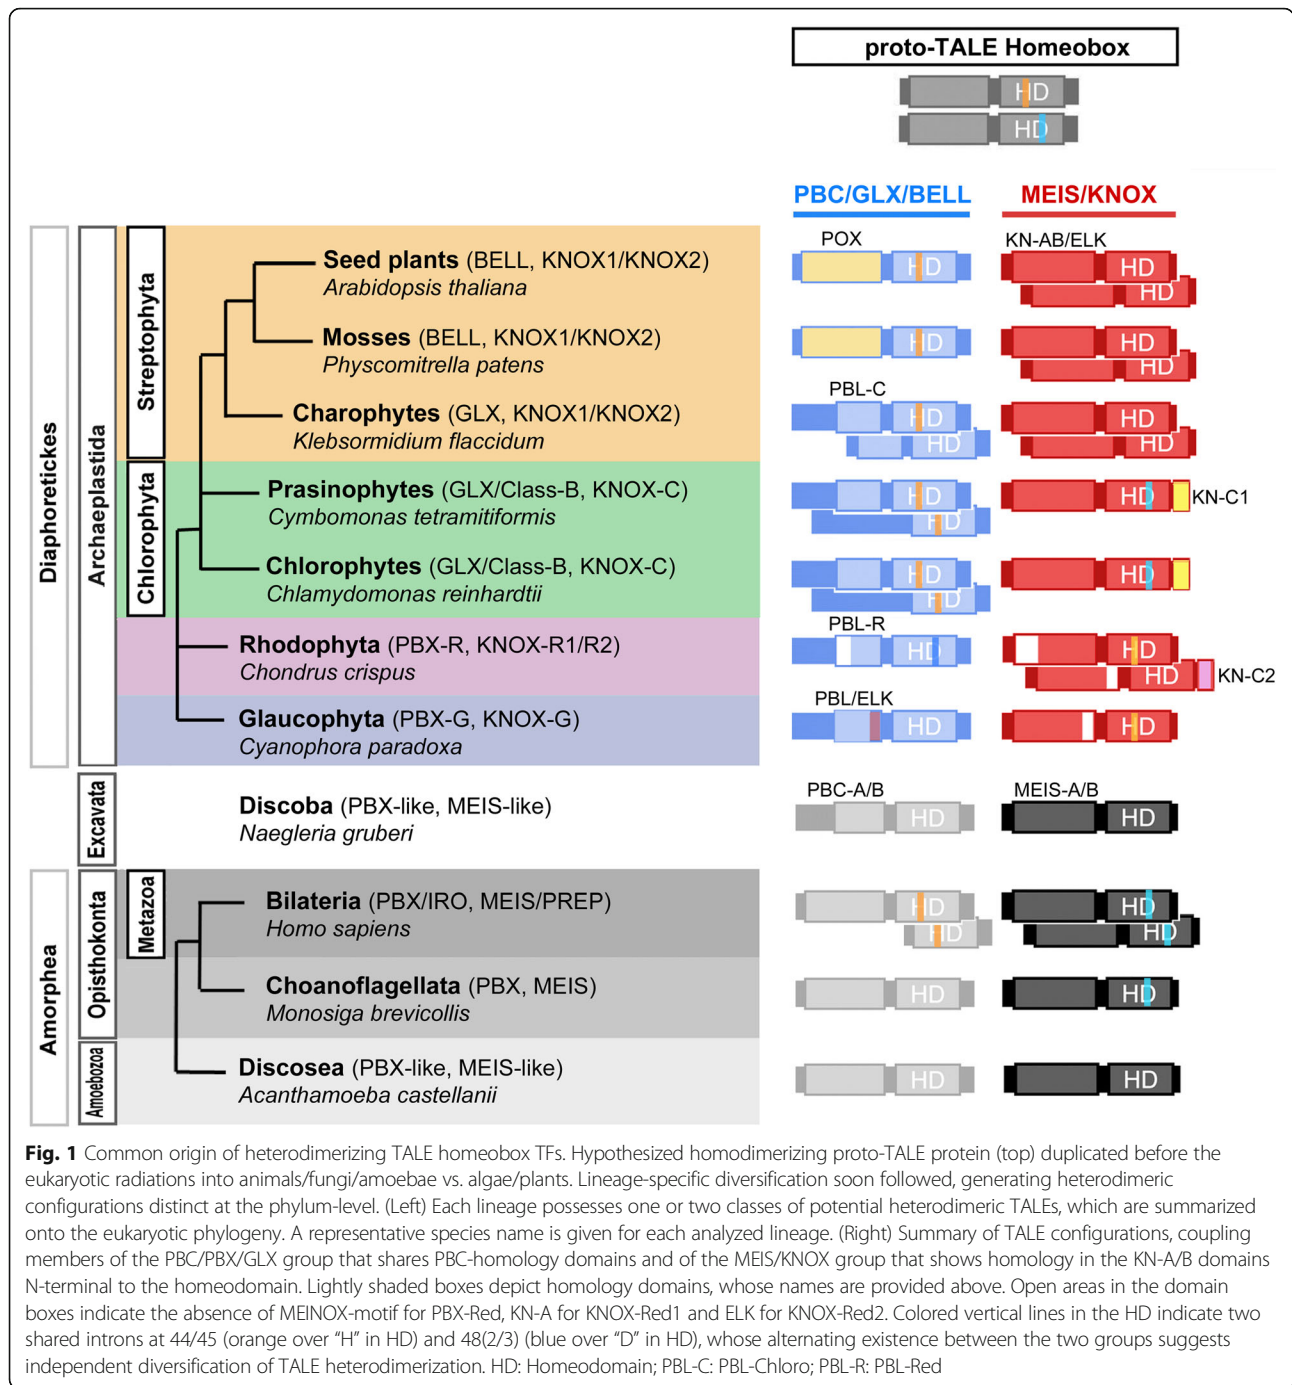 proto-TALE Homeobox
HD
HD
PBC/GLX/BELL
MEIS/KNOX
Diaphoretickes
Archaeplastida
Streptophyta
Seed plants (BELL, KNOX1/KNOX2)
Arabidopsis thaliana
POX
HD
KN-AB/ELK
HD
HD
Mosses (BELL, KNOX1/KNOX2)
Physcomitrella patens
HD
HD
HD
Charophytes (GLX, KNOX1/KNOX2)
Klebsormidium flaccidum
PBL-C
HD
HD
HD
HD
Chlorophyta
Prasinophytes (GLX/Class-B, KNOX-C)
Cymbomonas tetramitiformis
HD
HD
HD
KN-C1
Chlorophytes (GLX/Class-B, KNOX-C)
Chlamydomonas reinhardtii
HD
HD
HD
Rhodophyta (PBX-R, KNOX-R1/R2)
Chondrus crispus
PBL-R
HD
HD
HD
KN-C2
Glaucophyta (PBX-G, KNOX-G)
Cyanophora paradoxa
PBL/ELK
HD
HD
Excavata
Discoba (PBX-like, MEIS-like)
Naegleria gruberi
PBC-A/B
HD
MEIS-A/B
HD
Amorphea
Opisthokonta
Metazoa
Bilateria (PBX/IRO, MEIS/PREP)
Homo sapiens
HD
HD
HD
HD
Choanoflagellata (PBX, MEIS)
Monosiga brevicollis
HD
HD
Amoebozoa
Discosea (PBX-like, MEIS-like)
Acanthamoeba castellanii
HD
HD
Fig. 1 Common origin of heterodimerizing TALE homeobox TFs. Hypothesized homodimerizing proto-TALE protein (top) duplicated before the
eukaryotic radiations into animals/fungi/amoebae vs. algae/plants. Lineage-specific diversification soon followed, generating heterodimeric
configurations distinct at the phylum-level. (Left) Each lineage possesses one or two classes of potential heterodimeric TALEs, which are summarized
onto the eukaryotic phylogeny. A representative species name is given for each analyzed lineage. (Right) Summary of TALE configurations, coupling
members of the PBC/PBX/GLX group that shares PBC-homology domains and of the MEIS/KNOX group that shows homology in the KN-A/B domains
N-terminal to the homeodomain. Lightly shaded boxes depict homology domains, whose names are provided above. Open areas in the domain
boxes indicate the absence of MEINOX-motif for PBX-Red, KN-A for KNOX-Red1 and ELK for KNOX-Red2. Colored vertical lines in the HD indicate two
shared introns at 44/45 (orange over “H” in HD) and 48(2/3) (blue over “D” in HD), whose alternating existence between the two groups suggests
independent diversification of TALE heterodimerization. HD: Homeodomain; PBL-C: PBL-Chloro; PBL-R: PBL-Red